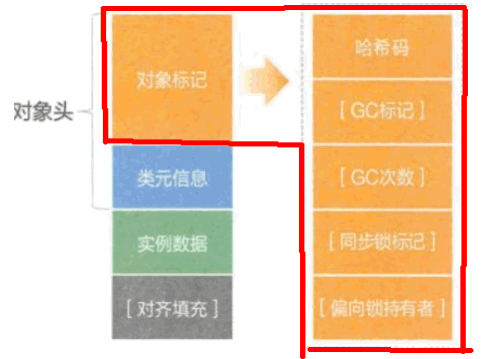 对象头
对象标记
类元信息
实例数据
[ 对齐填充 ]
哈希码
[ GC标记 ]
[ GC次数 ]
[ 同步锁标记 ]
[ 偏向锁持有者 ]